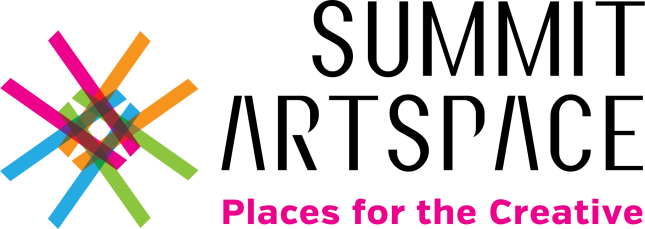 SUMMIT
ARTSPACE
Places for the Creative